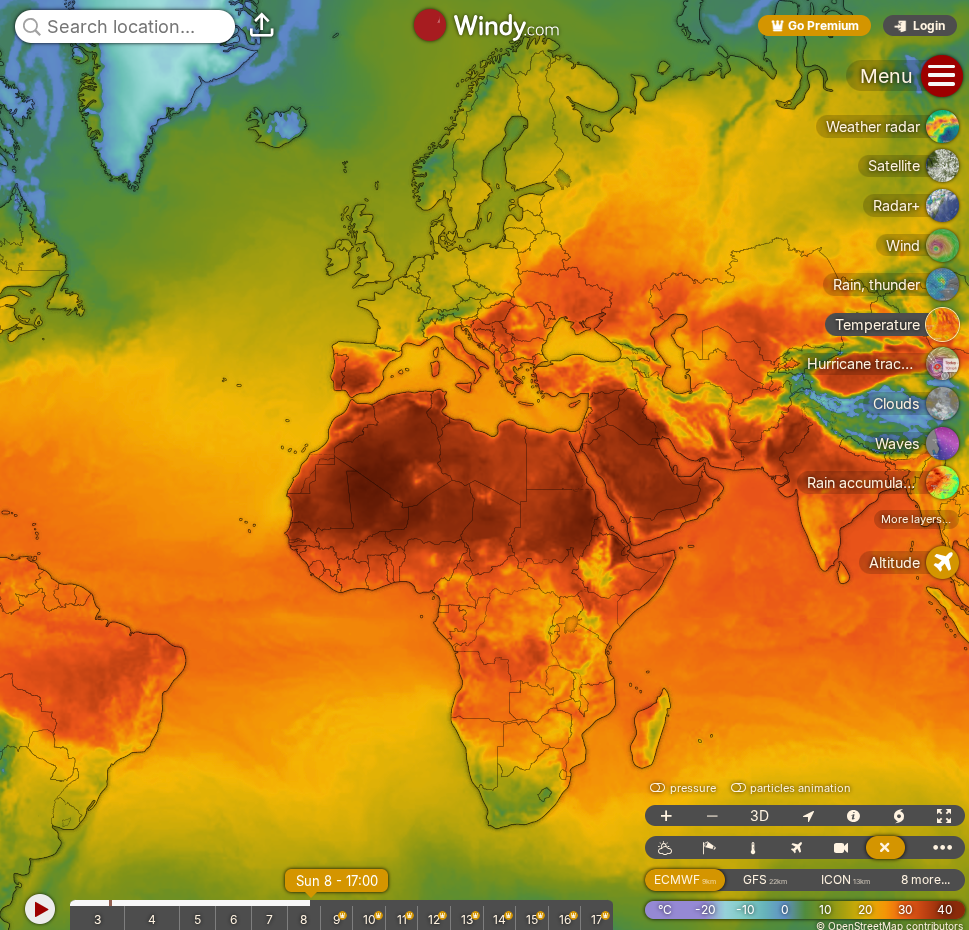 Search location...
Windy.com
Go Premium
Login
Menu
Weather radar
Satellite
Radar+
Wind
Rain, thunder
Temperature
Hurricane trac...
Clouds
Waves
Rain accumula...
More layers...
Altitude
pressure
particles animation
3D
ECMWF 9km
GFS 22km
ICON 13km
8 more...
°C -20 -10 0 10 20 30 40
© OpenStreetMap contributors
Sun 8 - 17:00
3 4 5 6 7 8 9 10 11 12 13 14 15 16 17